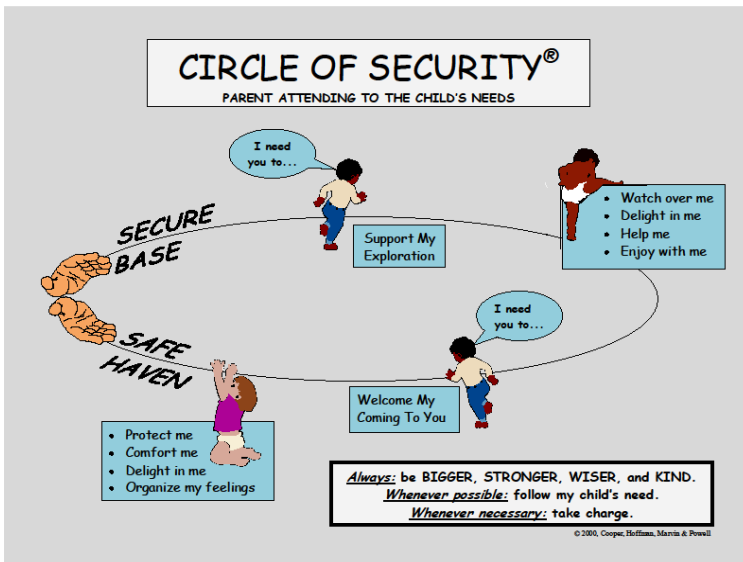 CIRCLE OF SECURITY®
PARENT ATTENDING TO THE CHILD'S NEEDS
I need
you to...
SECURE
BASE
Support My
Exploration
• Watch over me
• Delight in me
• Help me
• Enjoy with me
I need
you to...
SAFE
HAVEN
Welcome My
Coming To You
• Protect me
• Comfort me
• Delight in me
• Organize my feelings
Always: be BIGGER, STRONGER, WISER, and KIND.
Whenever possible: follow my child's need.
Whenever necessary: take charge.
© 2000, Cooper, Hoffman, Marvin & Powell